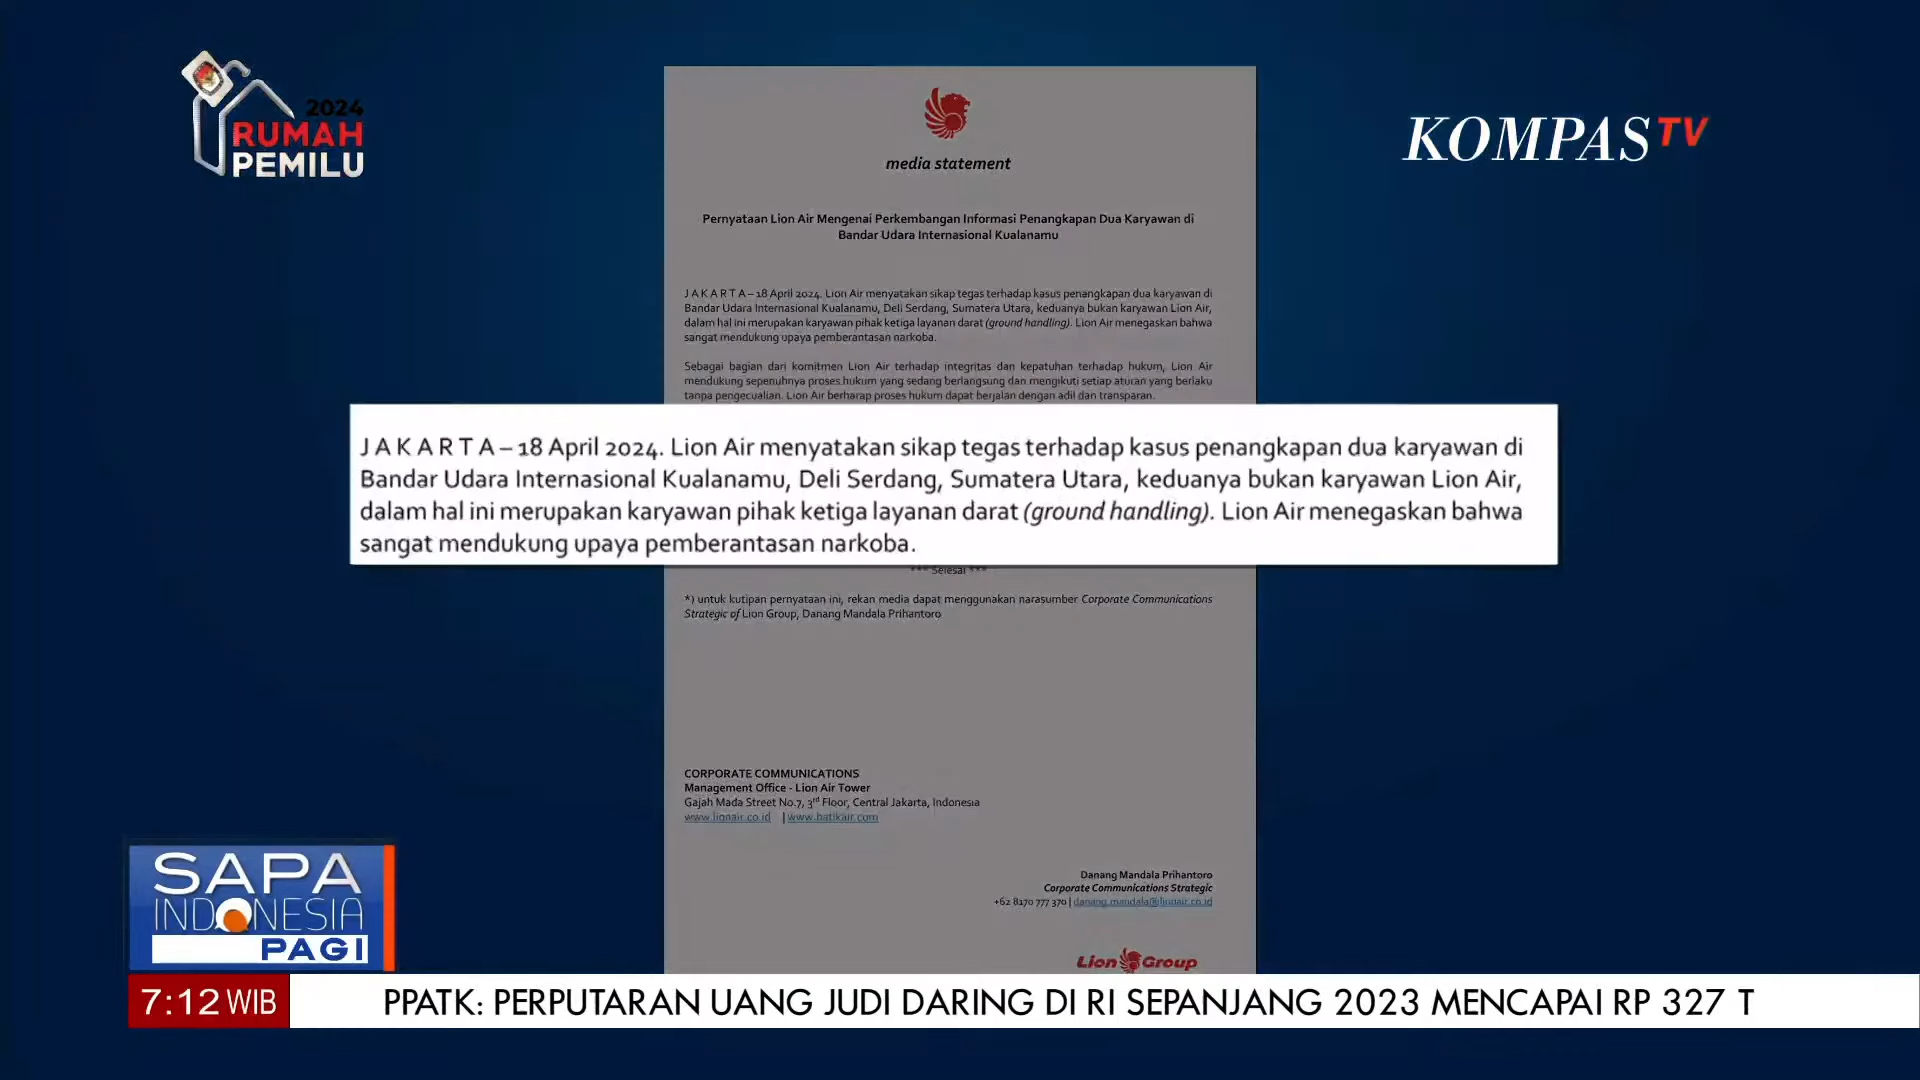 2024
RUMAH
PEMILU
KOMPAS TV
media statement
Pernyataan Lion Air Mengenai Perkembangan Informasi Penangkapan Dua Karyawan di
Bandar Udara Internasional Kualanamu
J A K A R T A – 18 April 2024. Lion Air menyatakan sikap tegas terhadap kasus penangkapan dua karyawan di
Bandar Udara Internasional Kualanamu, Deli Serdang, Sumatera Utara, keduanya bukan karyawan Lion Air,
dalam hal ini merupakan karyawan pihak ketiga layanan darat (ground handling). Lion Air menegaskan bahwa
sangat mendukung upaya pemberantasan narkoba.
Sebagai bagian dari komitmen Lion Air terhadap integritas dan kepatuhan terhadap hukum, Lion Air
mendukung sepenuhnya proses hukum yang sedang berlangsung dan mengikuti setiap aturan yang berlaku
tanpa pengecualian. Lion Air berharap proses hukum dapat berjalan dengan adil dan transparan.
J A K A R T A – 18 April 2024. Lion Air menyatakan sikap tegas terhadap kasus penangkapan dua karyawan di
Bandar Udara Internasional Kualanamu, Deli Serdang, Sumatera Utara, keduanya bukan karyawan Lion Air,
dalam hal ini merupakan karyawan pihak ketiga layanan darat (ground handling). Lion Air menegaskan bahwa
sangat mendukung upaya pemberantasan narkoba.
*** Selesai ***
*) untuk kutipan pernyataan ini, rekan media dapat menggunakan narasumber Corporate Communications
Strategic of Lion Group, Danang Mandala Prihantoro
CORPORATE COMMUNICATIONS
Management Office - Lion Air Tower
Gajah Mada Street No.7, 3rd Floor, Central Jakarta, Indonesia
www.lionair.co.id | www.batikair.com
Danang Mandala Prihantoro
Corporate Communications Strategic
+62 8170 777 370 | danang.mandala@lionair.co.id
Lion Group
SAPA
INDONESIA
PAGI
7:12 WIB
PPATK: PERPUTARAN UANG JUDI DARING DI RI SEPANJANG 2023 MENCAPAI RP 327 T